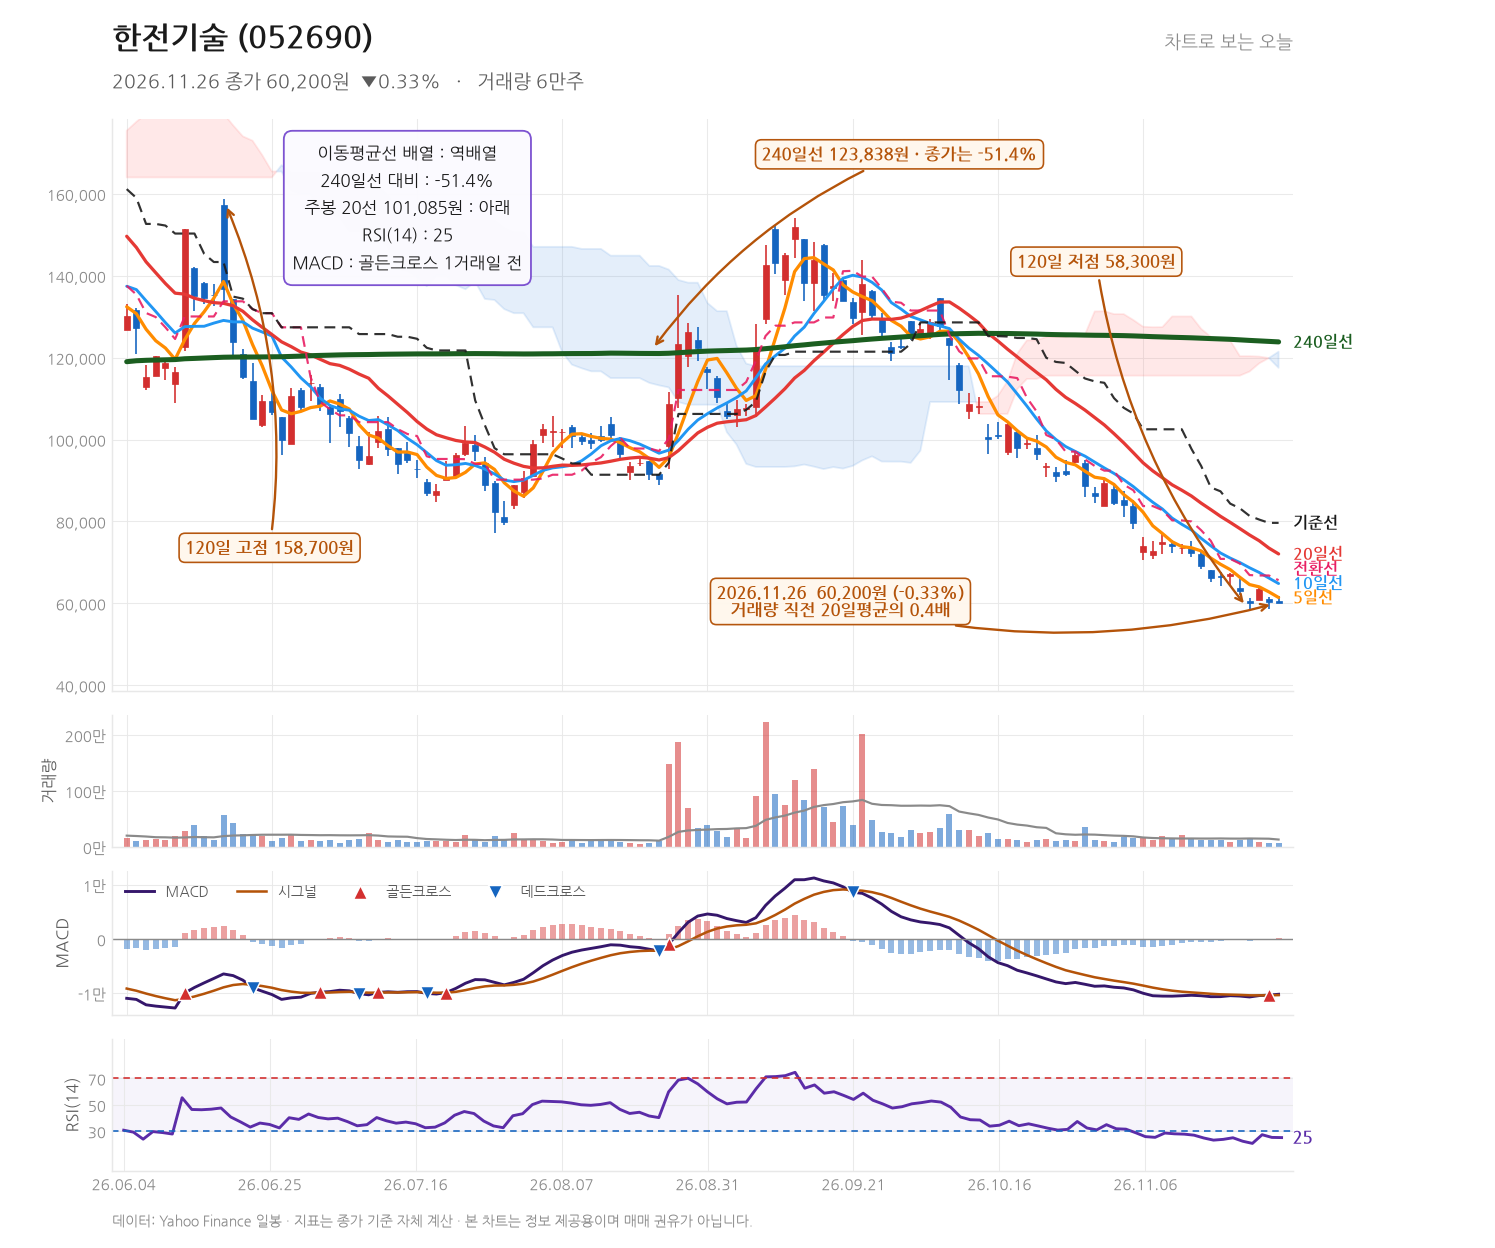 한전기술 (052690)
차트로 보는 오늘
2026.11.26 종가 60,200원 ▼0.33% · 거래량 6만주
이동평균선 배열 : 역배열
240일선 대비 : -51.4%
주봉 20선 101,085원 : 아래
RSI(14) : 25
MACD : 골든크로스 1거래일 전
240일선 123,838원 · 종가는 -51.4%
120일 저점 58,300원
120일 고점 158,700원
2026.11.26 60,200원 (-0.33%)
거래량 직전 20일평균의 0.4배
160,000
140,000
120,000
100,000
80,000
60,000
40,000
240일선
기준선
20일선
전환선
10일선
5일선
거래량
200만
100만
0만
MACD
1만
0
-1만
MACD
시그널
골든크로스
데드크로스
RSI(14)
70
50
30
25
26.06.04
26.06.25
26.07.16
26.08.07
26.08.31
26.09.21
26.10.16
26.11.06
데이터: Yahoo Finance 일봉 · 지표는 종가 기준 자체 계산 · 본 차트는 정보 제공용이며 매매 권유가 아닙니다.